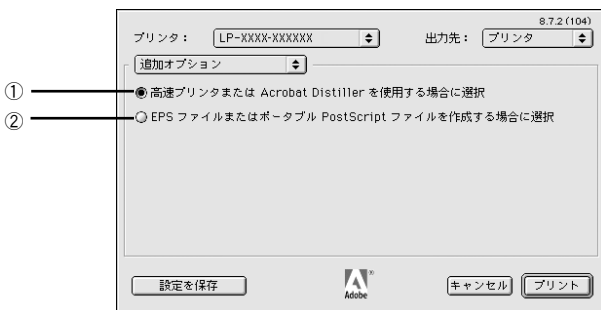 8.7.2(104)
プリンタ： LP-XXXX-XXXXXX 出力先： プリンタ
追加オプション
① 高速プリンタまたは Acrobat Distiller を使用する場合に選択
② EPS ファイルまたはポータブル PostScript ファイルを作成する場合に選択
設定を保存 Adobe ® キャンセル プリント